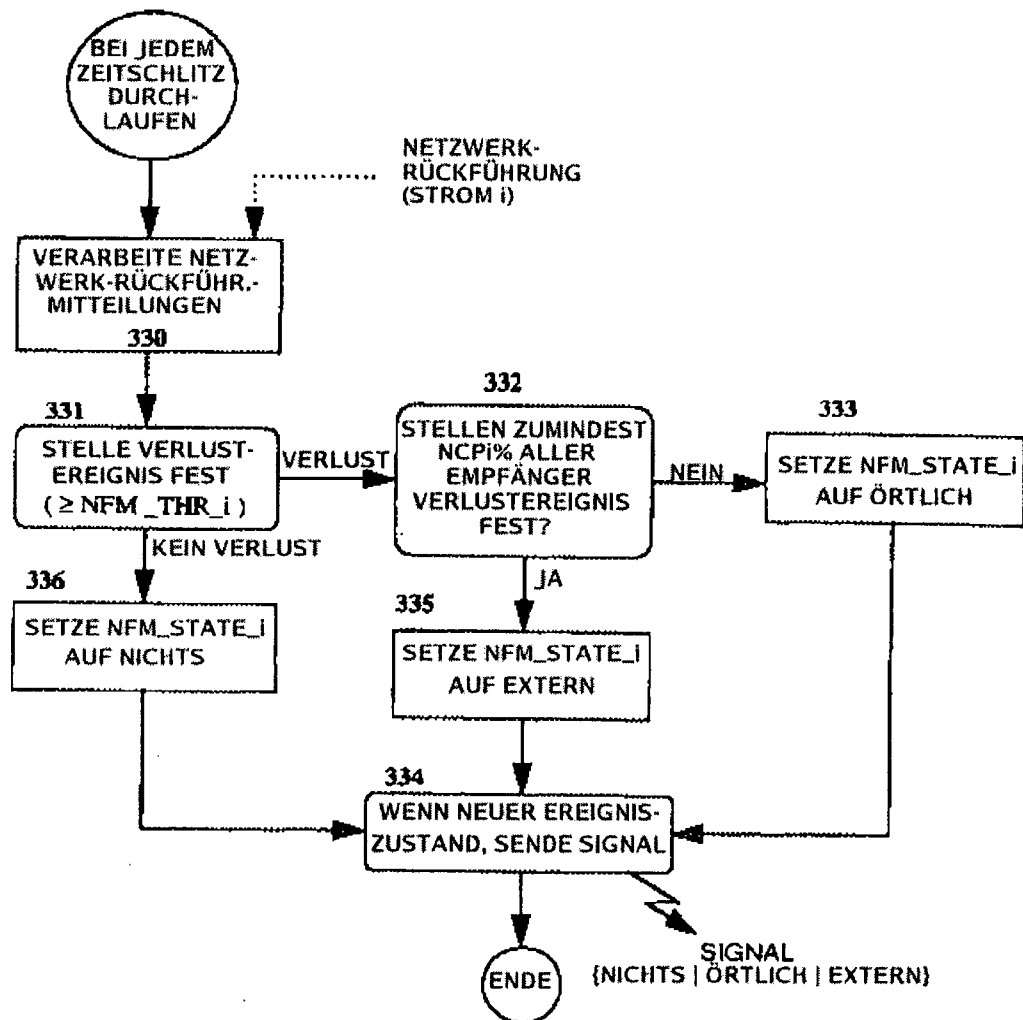 BEI JEDEM
ZEITSCHLITZ
DURCH-
LAUFEN
NETZWERK-
RÜCKFÜHRUNG
(STROM i)
VERARBEITE NETZ-
WERK-RÜCKFÜHR.-
MITTEILUNGEN
330
331
STELLE VERLUST-
EREIGNIS FEST
( ≥ NFM_THR_i )
VERLUST
332
STELLEN ZUMINDEST
NCPi% ALLER
EMPFÄNGER
VERLUSTEREIGNIS
FEST?
NEIN
333
SETZE NFM_STATE_i
AUF ÖRTLICH
KEIN VERLUST
JA
336
SETZE NFM_STATE_i
AUF NICHTS
335
SETZE NFM_STATE_i
AUF EXTERN
334
WENN NEUER EREIGNIS-
ZUSTAND, SENDE SIGNAL
SIGNAL
{NICHTS | ÖRTLICH | EXTERN}
ENDE